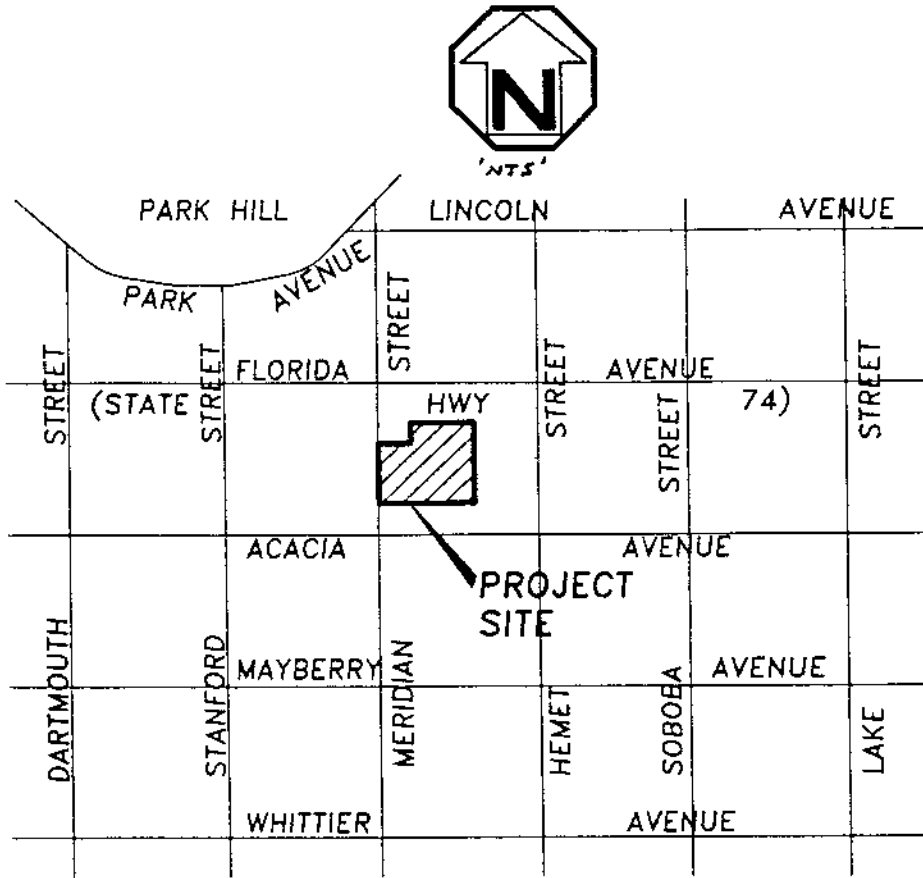 N
'NTS'
PARK HILL
LINCOLN AVENUE
PARK AVENUE
STREET
FLORIDA AVENUE
(STATE HWY 74)
STREET
STREET
STREET
STREET
STREET
ACACIA AVENUE
PROJECT
SITE
MAYBERRY AVENUE
DARTMOUTH
STANFORD
MERIDIAN
HEMET
SOBOBA
LAKE
WHITTIER AVENUE